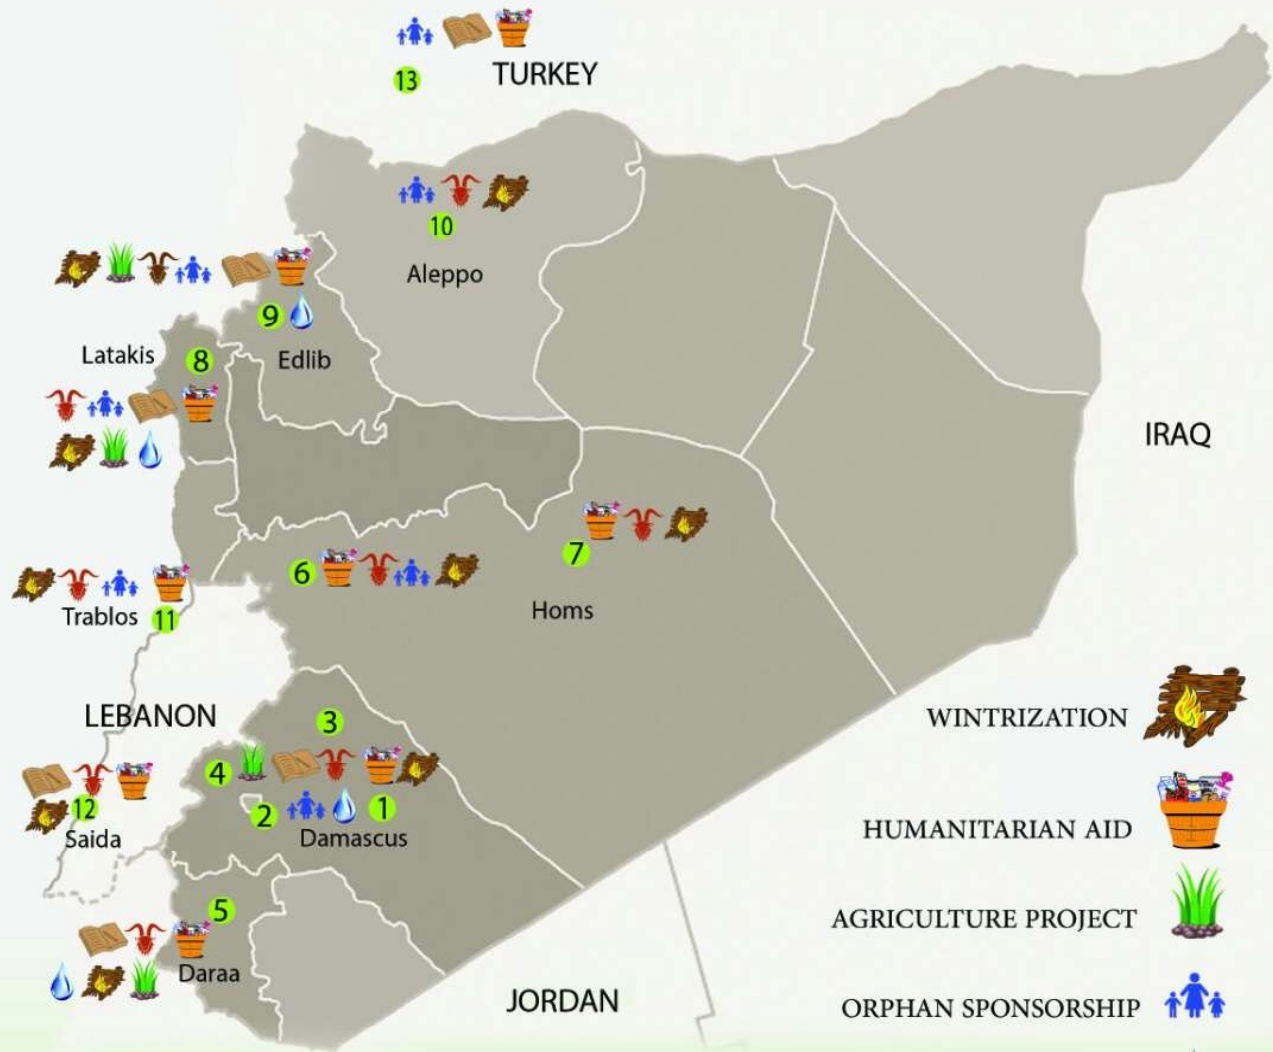 TURKEY
13
10
Aleppo
9
Latakis
8
Edlib
IRAQ
7
6
Homs
Trablos
11
LEBANON
3
WINTRIZATION
4
12
2
1
Saida
Damascus
HUMANITARIAN AID
5
AGRICULTURE PROJECT
Daraa
JORDAN
ORPHAN SPONSORSHIP